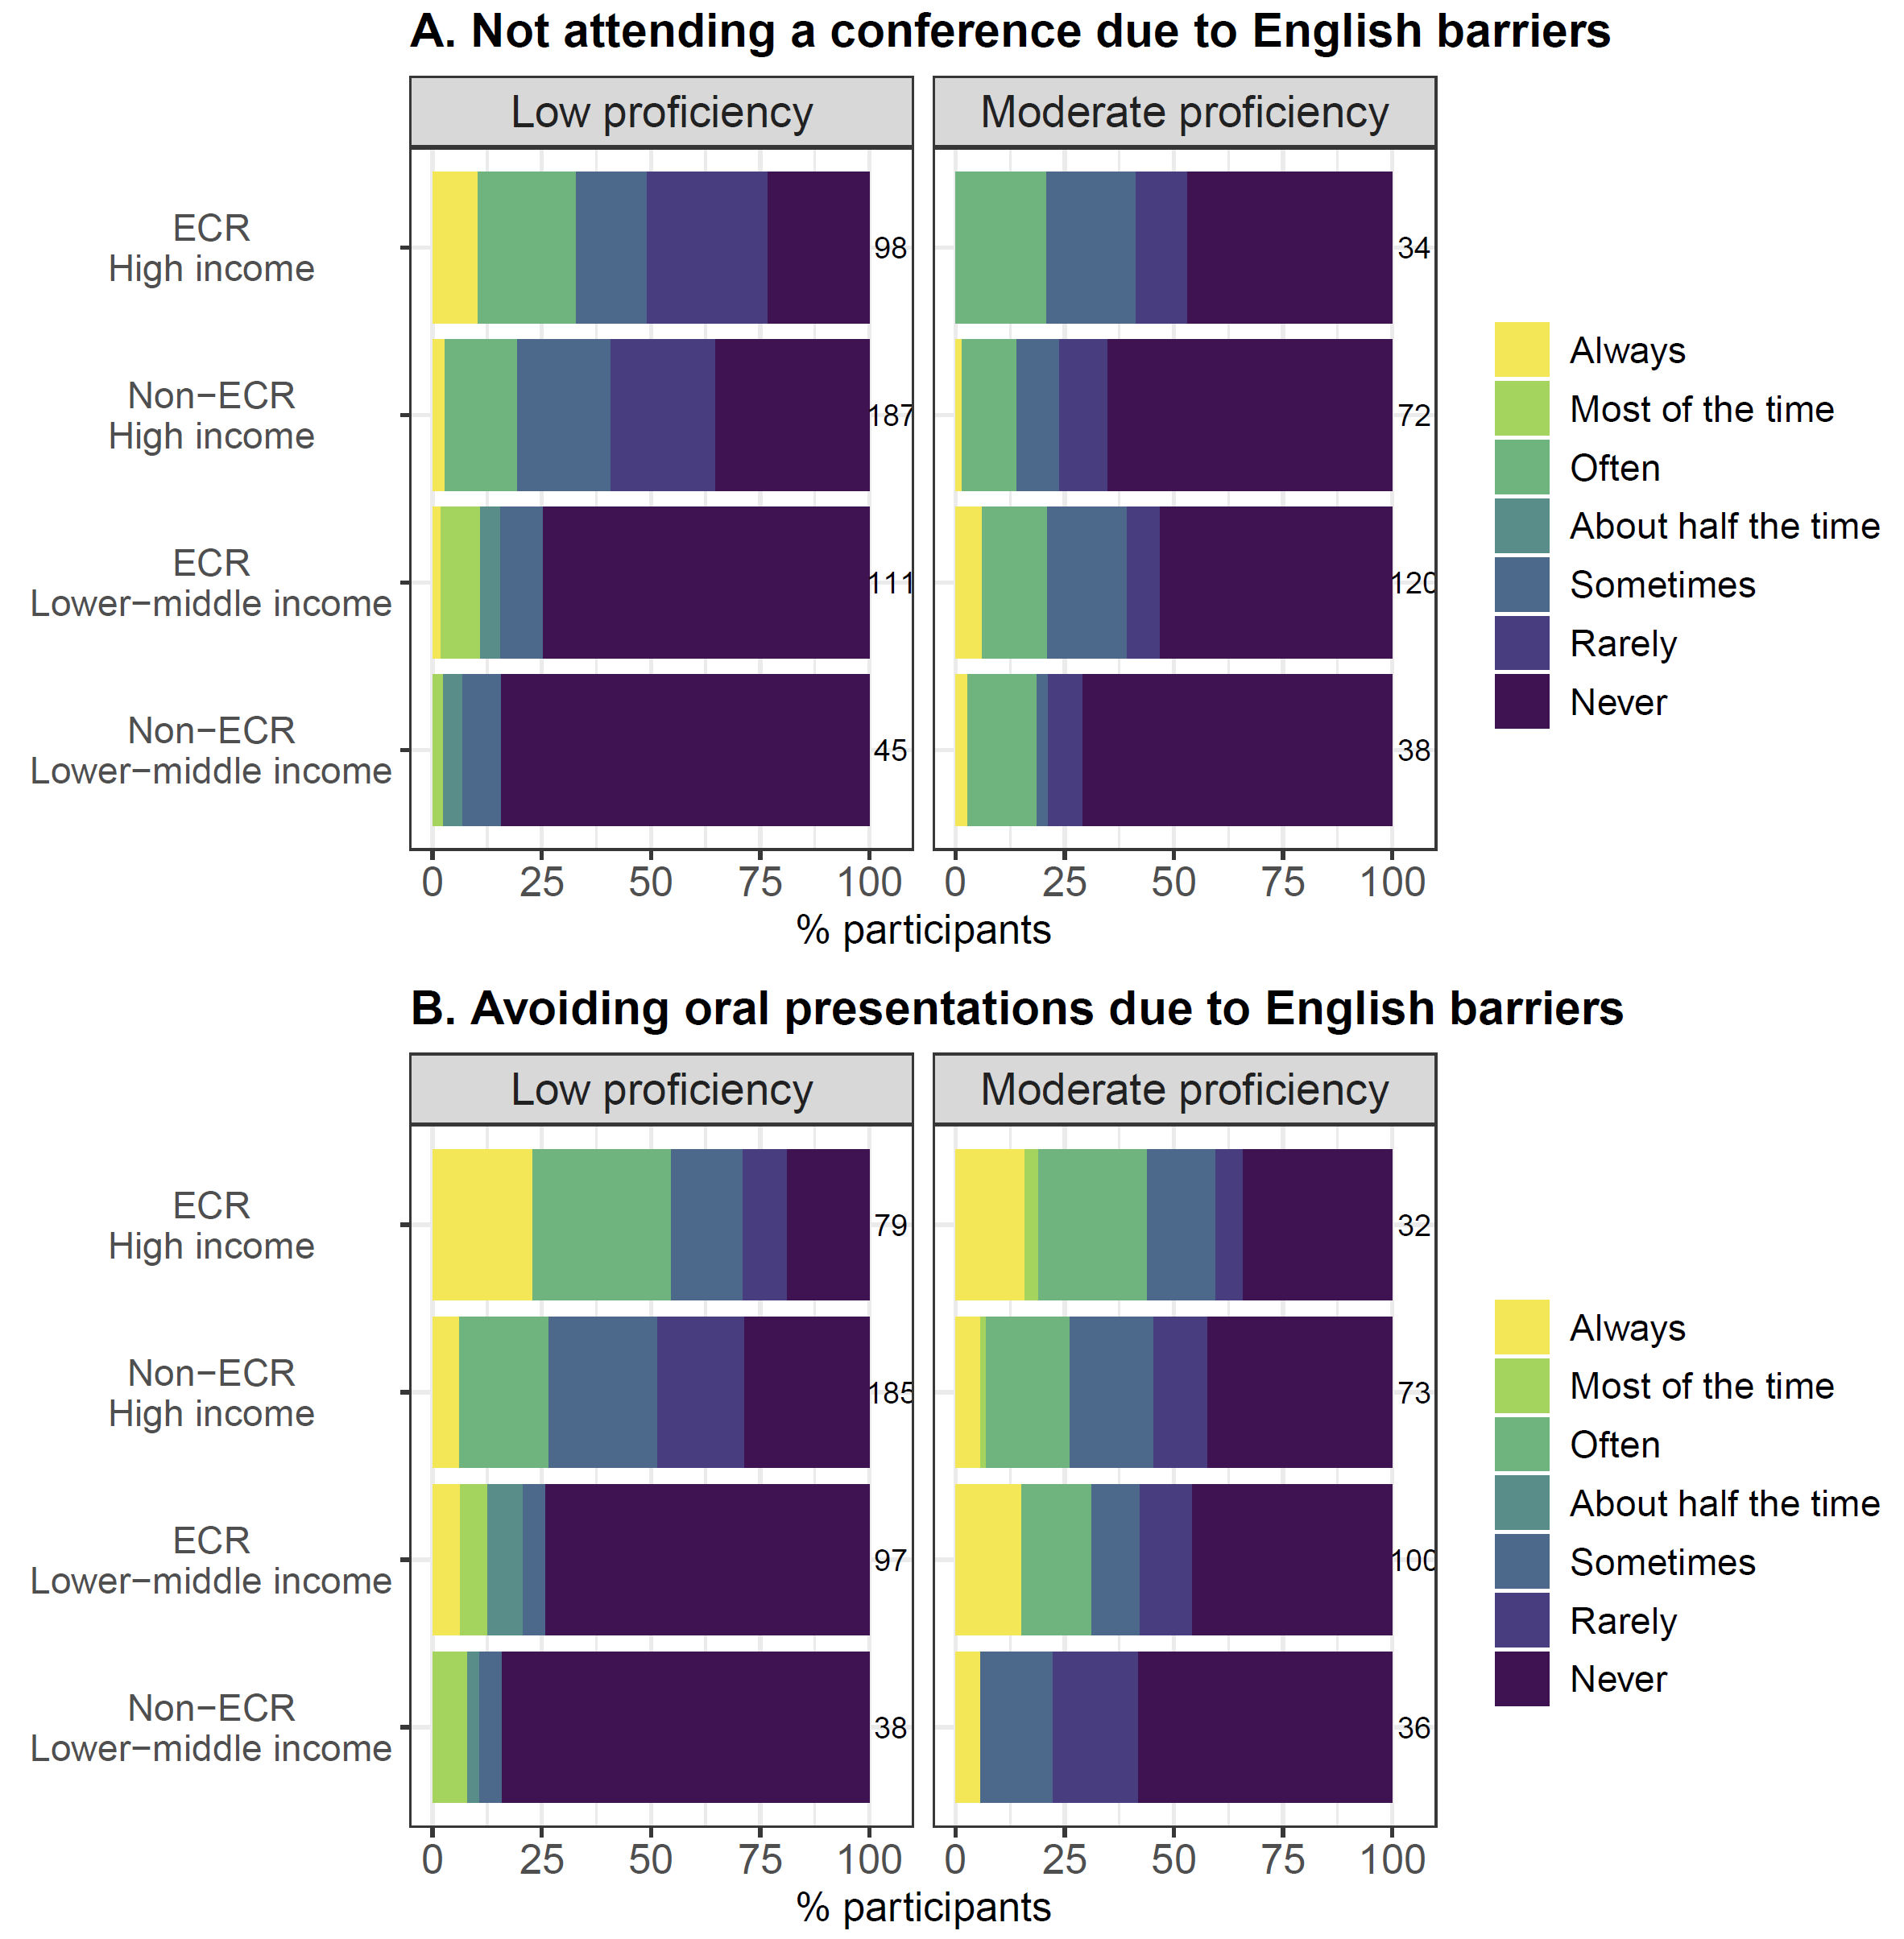 A. Not attending a conference due to English barriers
Low proficiency
Moderate proficiency
ECR
High income
98
34
Non−ECR
High income
187
72
ECR
Lower−middle income
111
120
Non−ECR
Lower−middle income
45
38
0 25 50 75 100
0 25 50 75 100
% participants
Always
Most of the time
Often
About half the time
Sometimes
Rarely
Never
B. Avoiding oral presentations due to English barriers
Low proficiency
Moderate proficiency
ECR
High income
79
32
Non−ECR
High income
185
73
ECR
Lower−middle income
97
100
Non−ECR
Lower−middle income
38
36
0 25 50 75 100
0 25 50 75 100
% participants
Always
Most of the time
Often
About half the time
Sometimes
Rarely
Never